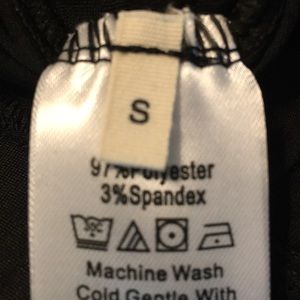 S
97%Polyester
3%Spandex
Machine Wash
Cold Gentle With